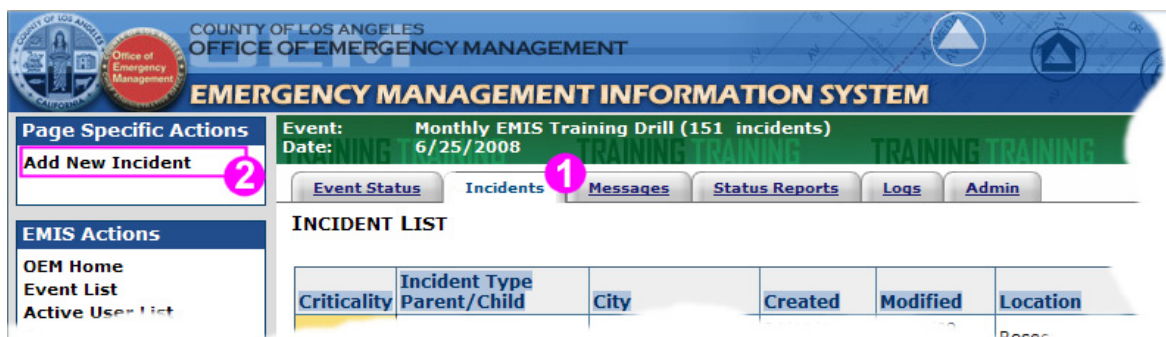 COUNTY OF LOS ANGELES
OFFICE OF EMERGENCY MANAGEMENT
OEM
Office of
Emergency
Management
CALIFORNIA
EMERGENCY MANAGEMENT INFORMATION SYSTEM
Page Specific Actions
Add New Incident
2
Event: Monthly EMIS Training Drill (151 incidents)
Date: 6/25/2008
TRAINING TRAINING TRAINING TRAINING TRAINING TRAINING
1
Event Status Incidents Messages Status Reports Logs Admin
INCIDENT LIST
EMIS Actions
OEM Home
Event List
Active User List
Criticality Incident Type
Parent/Child City Created Modified Location